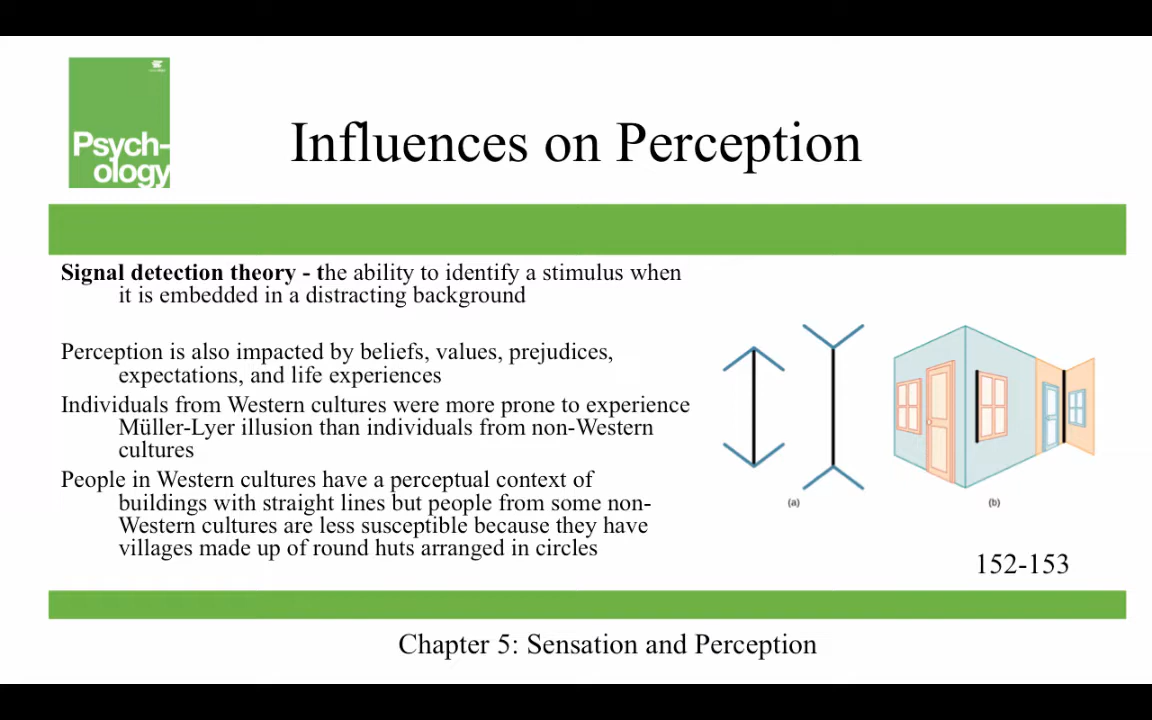 Psych-
ology
Influences on Perception
Signal detection theory - the ability to identify a stimulus when
it is embedded in a distracting background
Perception is also impacted by beliefs, values, prejudices,
expectations, and life experiences
Individuals from Western cultures were more prone to experience
Müller-Lyer illusion than individuals from non-Western
cultures
People in Western cultures have a perceptual context of
buildings with straight lines but people from some non-
Western cultures are less susceptible because they have
villages made up of round huts arranged in circles
(a)
(b)
152-153
Chapter 5: Sensation and Perception